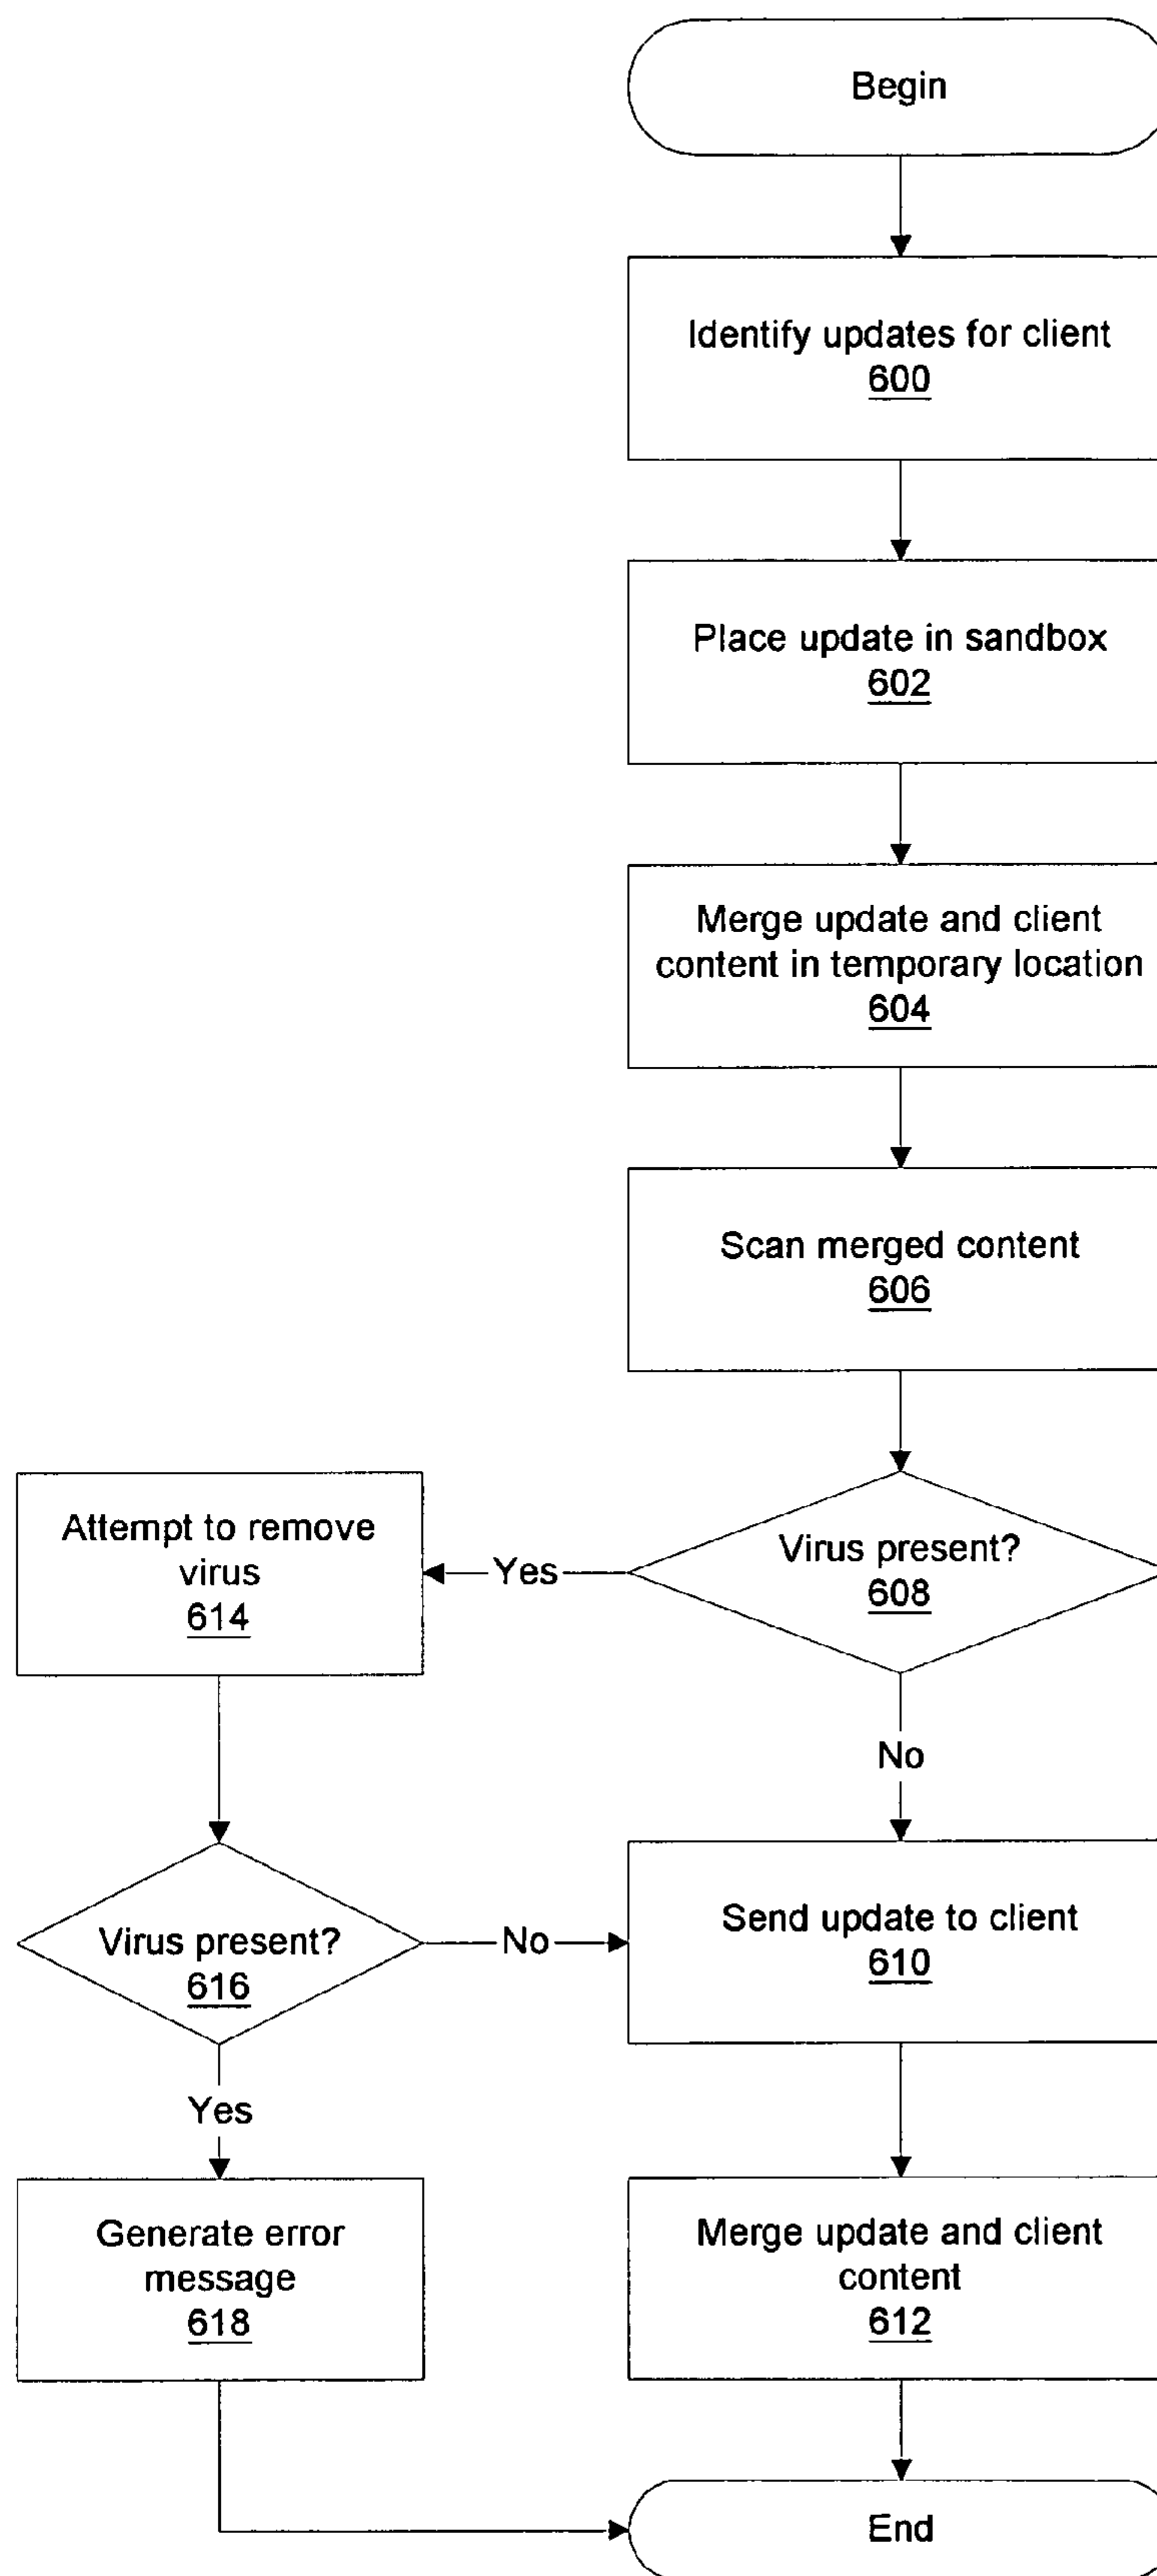 Begin
Identify updates for client
600
Place update in sandbox
602
Merge update and client
content in temporary location
604
Scan merged content
606
Virus present?
608
Yes
Attempt to remove
virus
614
No
Virus present?
616
No
Send update to client
610
Yes
Generate error
message
618
Merge update and client
content
612
End